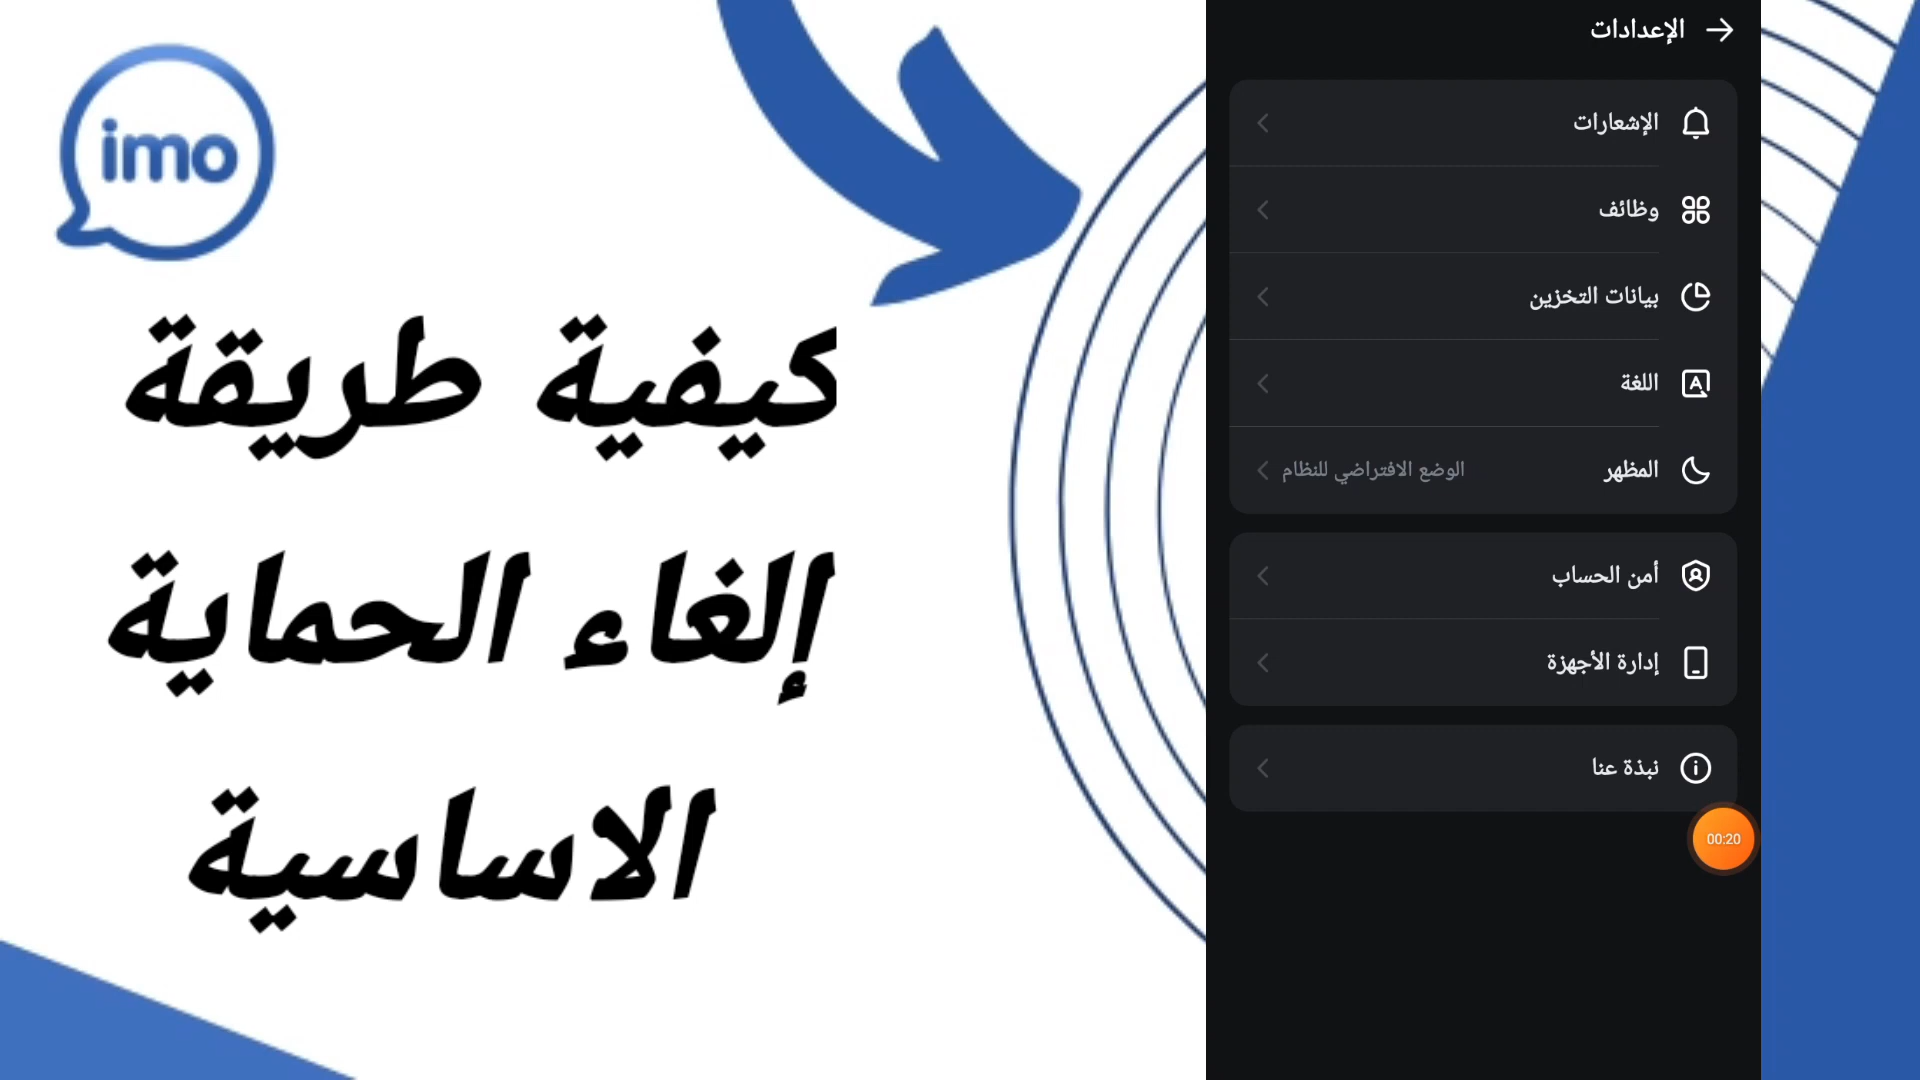 imo
كيفية طريقة
إلغاء الحماية
الاساسية
الإعدادات
الإشعارات
وظائف
بيانات التخزين
اللغة
المظهر
الوضع الافتراضي للنظام
أمن الحساب
إدارة الأجهزة
نبذة عنا
00:20